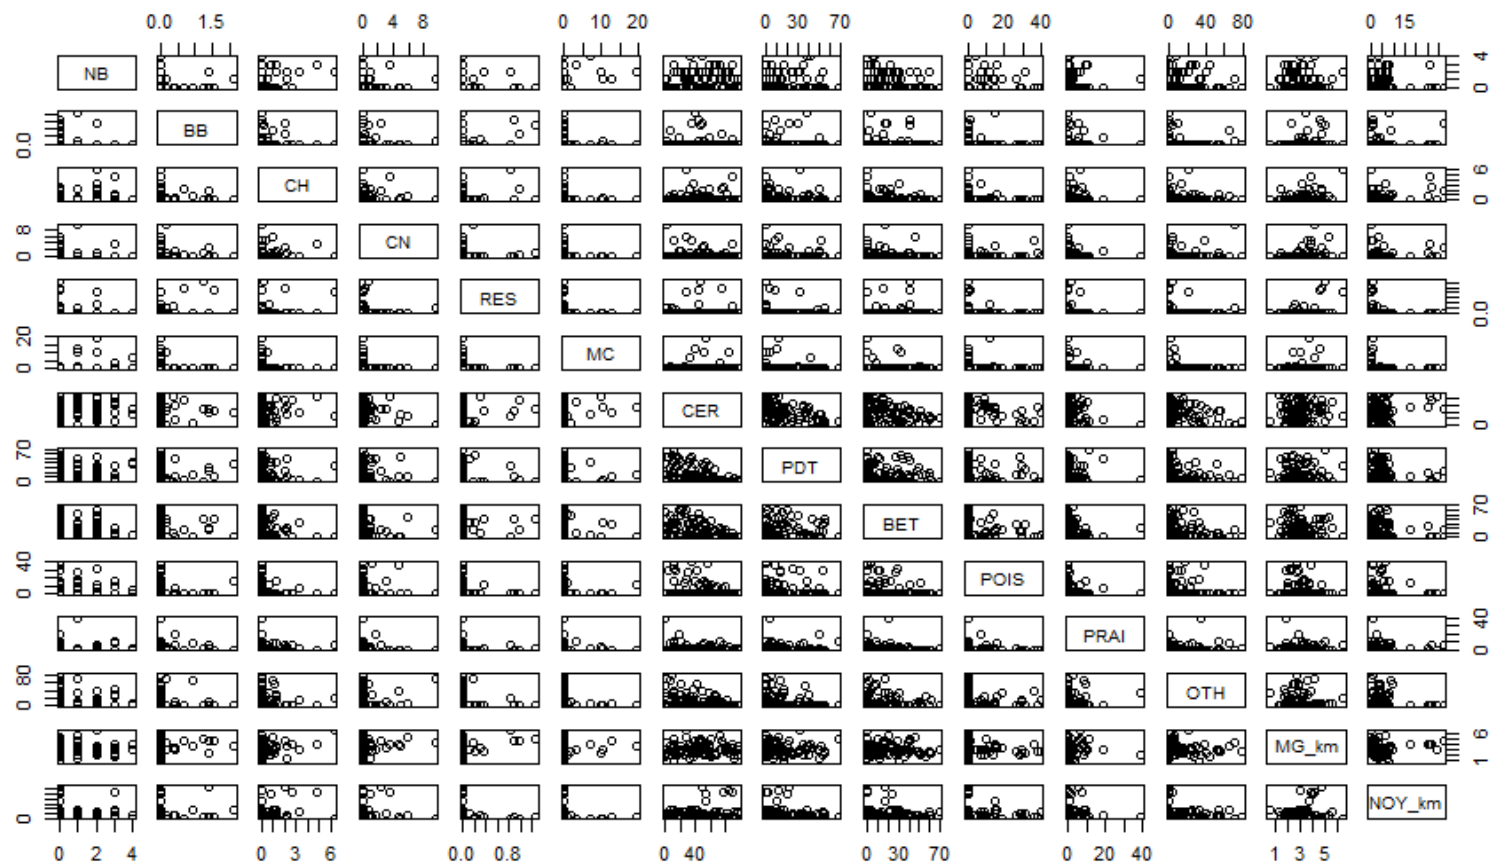 0.0 1.5 0 4 8 0 10 20 0 30 70 0 20 40 0 40 80 0 15
NB 0 4
0.0 BB
CH 0 6
0 8 CN
RES 0.0
0 20 MC
CER 0
0 70 PDT
BET 0 70
0 40 POIS
PRAI 0 40
0 80 OTH
MG_km 1 6
0 NOY_km
0 2 4 0 3 6 0.0 0.8 0 40 0 30 70 0 20 40 1 3 5